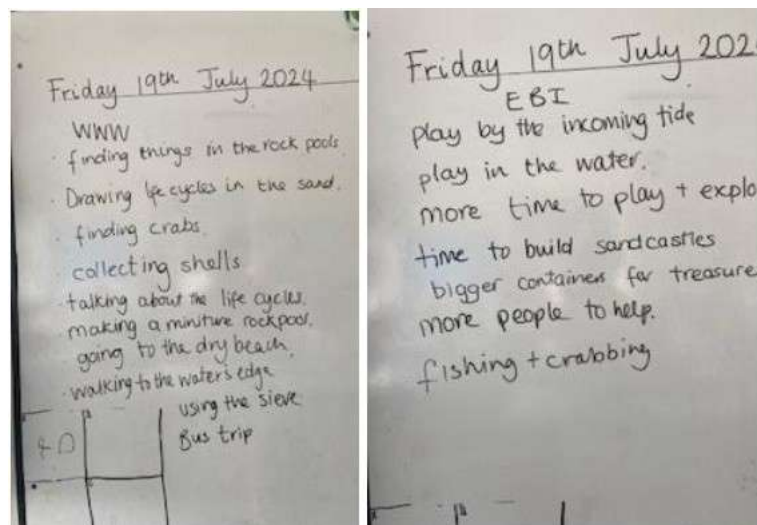 Friday 19th July 2024
WWW
· finding things in the rock pools.
· Drawing life cycles in the sand.
· finding crabs.
· collecting shells
· talking about the life cycles.
making a miniture rockpool.
going to the dry beach.
· walking to the water's edge
using the sieve
Bus trip
Friday 19th July 202
EBI
play by the incoming tide
play in the water.
more time to play + explo
time to build sandcastles
bigger containers for treasure
more people to help.
fishing + crabbing